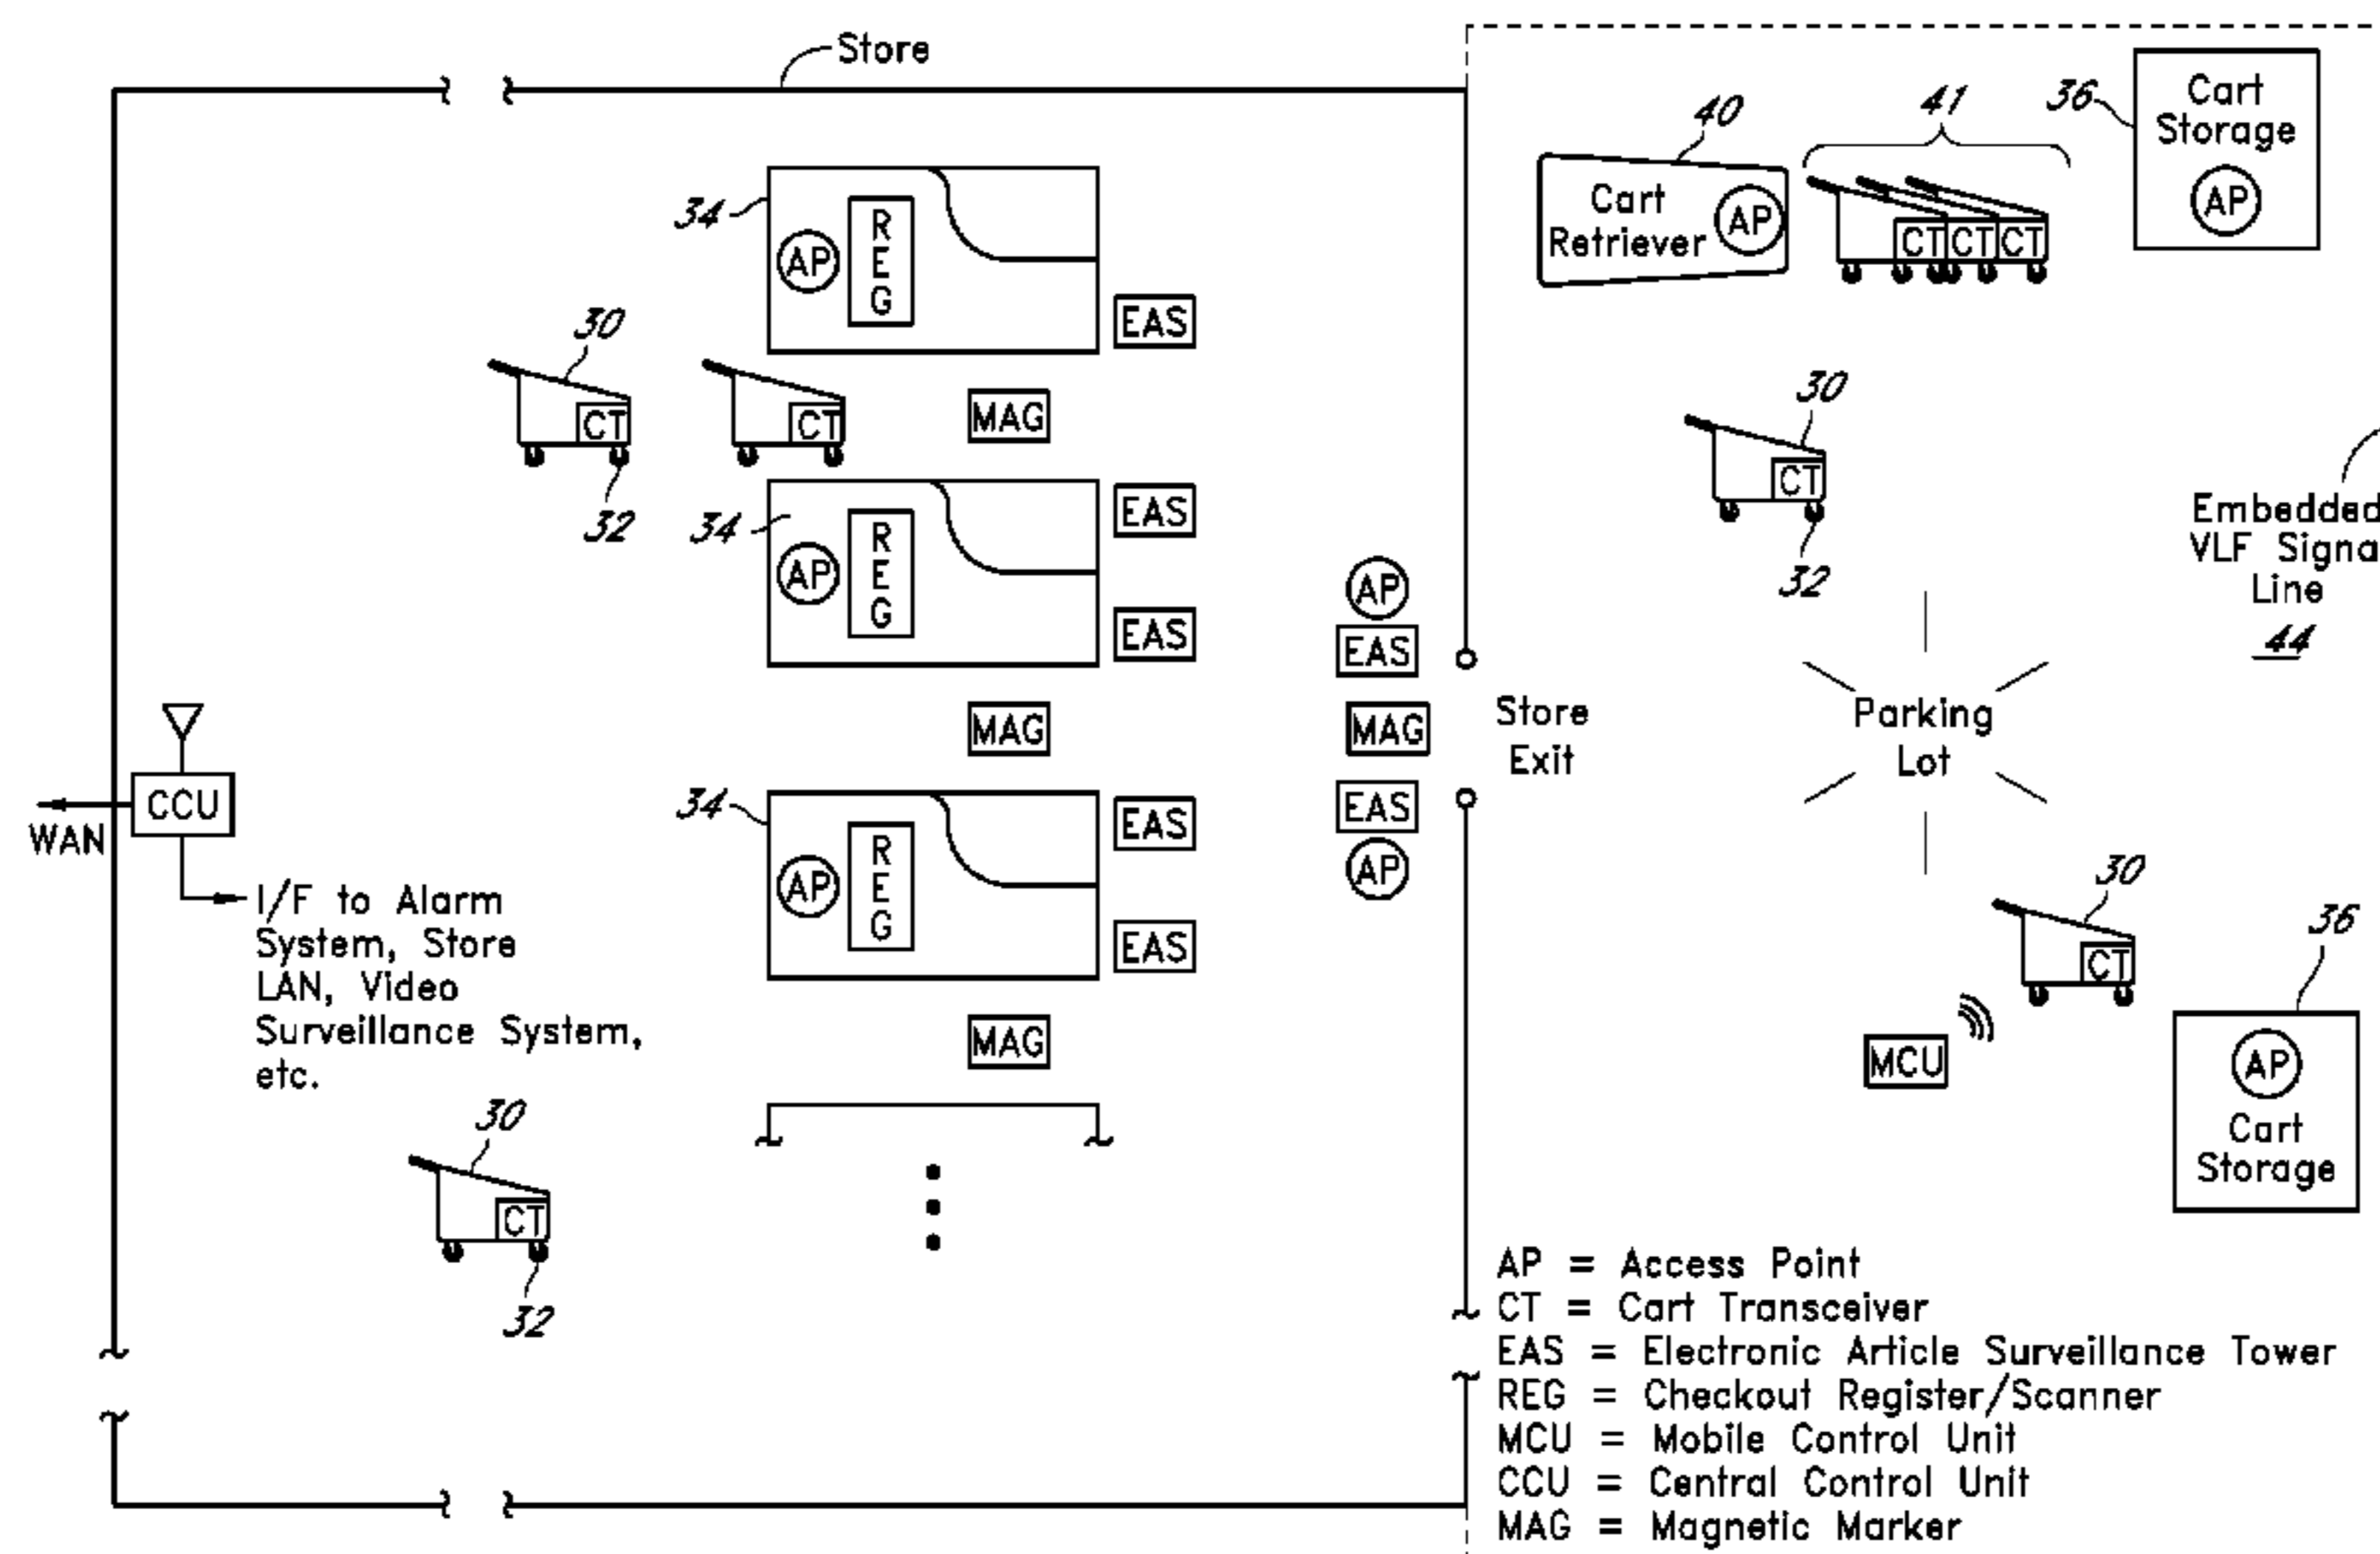 Store
34
AP
R
E
G
EAS
30
CT
CT
32
MAG
34
AP
R
E
G
EAS
EAS
MAG
AP
EAS
MAG
EAS
AP
Store
Exit
CCU
WAN
I/F to Alarm
System, Store
LAN, Video
Surveillance System,
etc.
34
AP
R
E
G
EAS
EAS
MAG
30
CT
32
40
Cart
Retriever
AP
41
CT CT CT
36
Cart
Storage
AP
30
CT
32
Embedded
VLF Signa
Line
44
Parking
Lot
30
CT
MCU
36
AP
Cart
Storage
AP = Access Point
CT = Cart Transceiver
EAS = Electronic Article Surveillance Tower
REG = Checkout Register/Scanner
MCU = Mobile Control Unit
CCU = Central Control Unit
MAG = Magnetic Marker